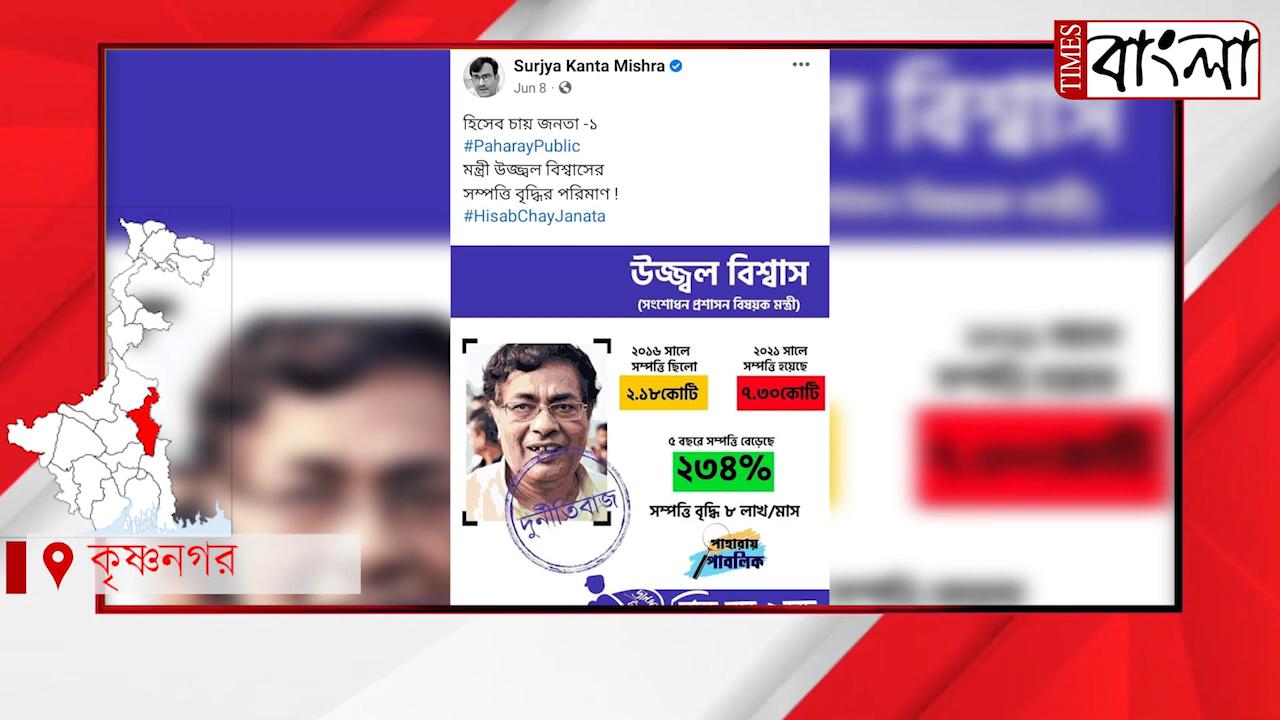 TIMES
বাংলা
Surjya Kanta Mishra
Jun 8 ·
হিসেব চায় জনতা -১
#PaharayPublic
মন্ত্রী উজ্জ্বল বিশ্বাসের
সম্পত্তি বৃদ্ধির পরিমাণ !
#HisabChayJanata
উজ্জ্বল বিশ্বাস
(সংশোধন প্রশাসন বিষয়ক মন্ত্রী)
২০১৬ সালে
সম্পত্তি ছিলো
২.১৮কোটি
২০২১ সালে
সম্পত্তি হয়েছে
৭.৩০কোটি
৫ বছরে সম্পত্তি বেড়েছে
২৩৪%
সম্পত্তি বৃদ্ধি ৮ লাখ/মাস
দুর্নীতিবাজ
পাহারায়
পাবলিক
কৃষ্ণনগর